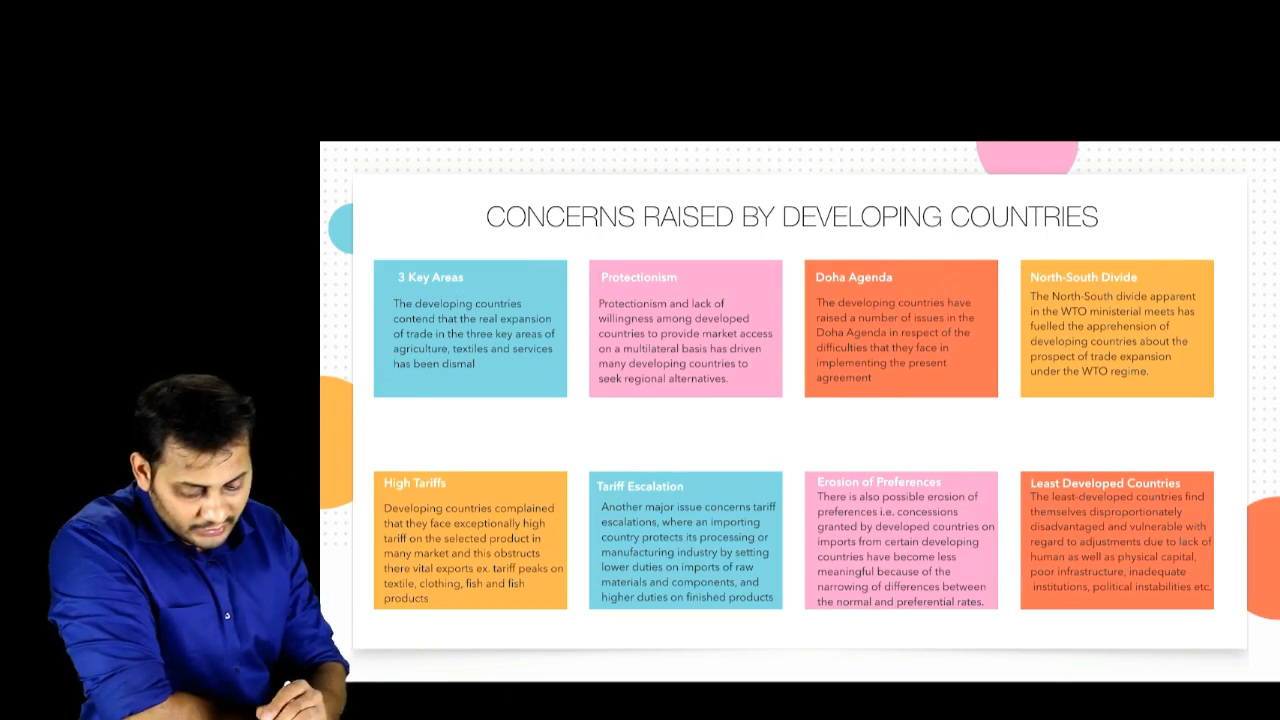 CONCERNS RAISED BY DEVELOPING COUNTRIES
3 Key Areas
The developing countries
contend that the real expansion
of trade in the three key areas of
agriculture, textiles and services
has been dismal
Protectionism
Protectionism and lack of
willingness among developed
countries to provide market access
on a multilateral basis has driven
many developing countries to
seek regional alternatives.
Doha Agenda
The developing countries have
raised a number of issues in the
Doha Agenda in respect of the
difficulties that they face in
implementing the present
agreement
North-South Divide
The North-South divide apparent
in the WTO ministerial meets has
fuelled the apprehension of
developing countries about the
prospect of trade expansion
under the WTO regime.
High Tariffs
Developing countries complained
that they face exceptionally high
tariff on the selected product in
many market and this obstructs
there vital exports ex. tariff peaks on
textile, clothing, fish and fish
products
Tariff Escalation
Another major issue concerns tariff
escalations, where an importing
country protects its processing or
manufacturing industry by setting
lower duties on imports of raw
materials and components, and
higher duties on finished products
Erosion of Preferences
There is also possible erosion of
preferences i.e. concessions
granted by developed countries on
imports from certain developing
countries have become less
meaningful because of the
narrowing of differences between
the normal and preferential rates.
Least Developed Countries
The least-developed countries find
themselves disproportionately
disadvantaged and vulnerable with
regard to adjustments due to lack of
human as well as physical capital,
poor infrastructure, inadequate
institutions, political instabilities etc.